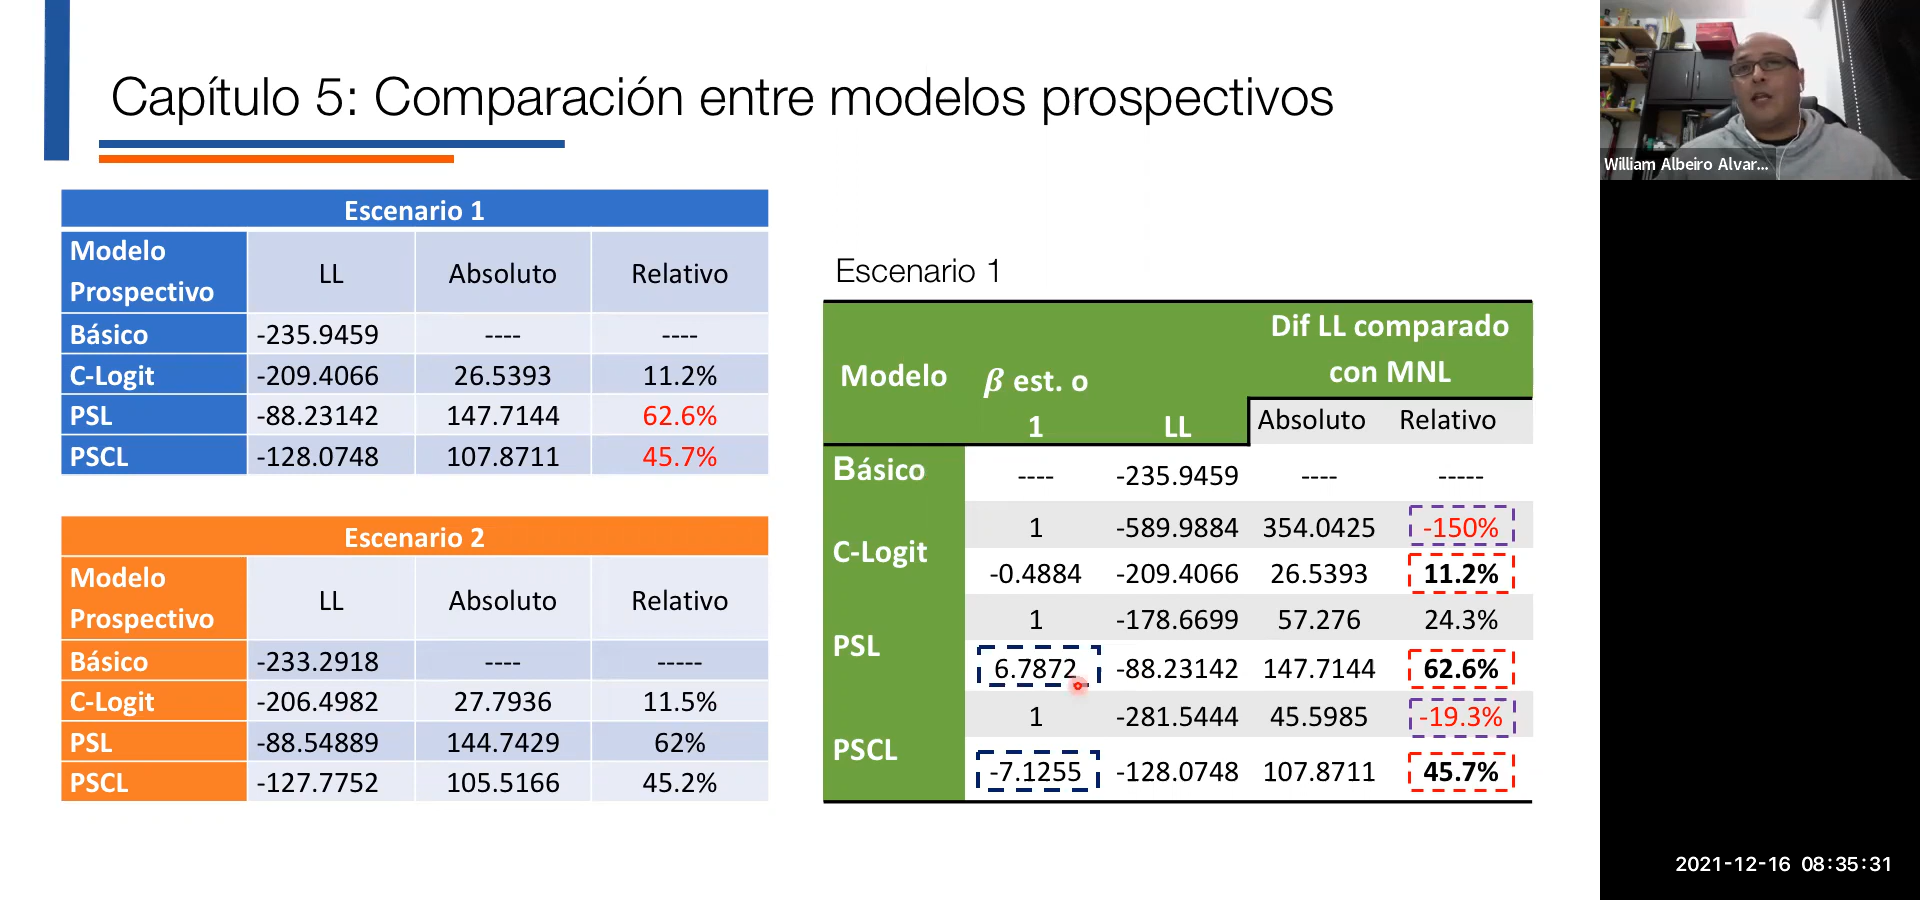 Capítulo 5: Comparación entre modelos prospectivos
William Albeiro Alvar...
Escenario 1
Modelo Prospectivo LL Absoluto Relativo
Básico -235.9459 ---- ----
C-Logit -209.4066 26.5393 11.2%
PSL -88.23142 147.7144 62.6%
PSCL -128.0748 107.8711 45.7%
Escenario 2
Modelo Prospectivo LL Absoluto Relativo
Básico -233.2918 ---- -----
C-Logit -206.4982 27.7936 11.5%
PSL -88.54889 144.7429 62%
PSCL -127.7752 105.5166 45.2%
Escenario 1
Modelo β est. o 1 LL Dif LL comparado con MNL
Absoluto Relativo
Básico ---- -235.9459 ---- -----
C-Logit 1 -589.9884 354.0425 -150%
-0.4884 -209.4066 26.5393 11.2%
PSL 1 -178.6699 57.276 24.3%
6.7872 -88.23142 147.7144 62.6%
PSCL 1 -281.5444 45.5985 -19.3%
-7.1255 -128.0748 107.8711 45.7%
2021-12-16 08:35:31